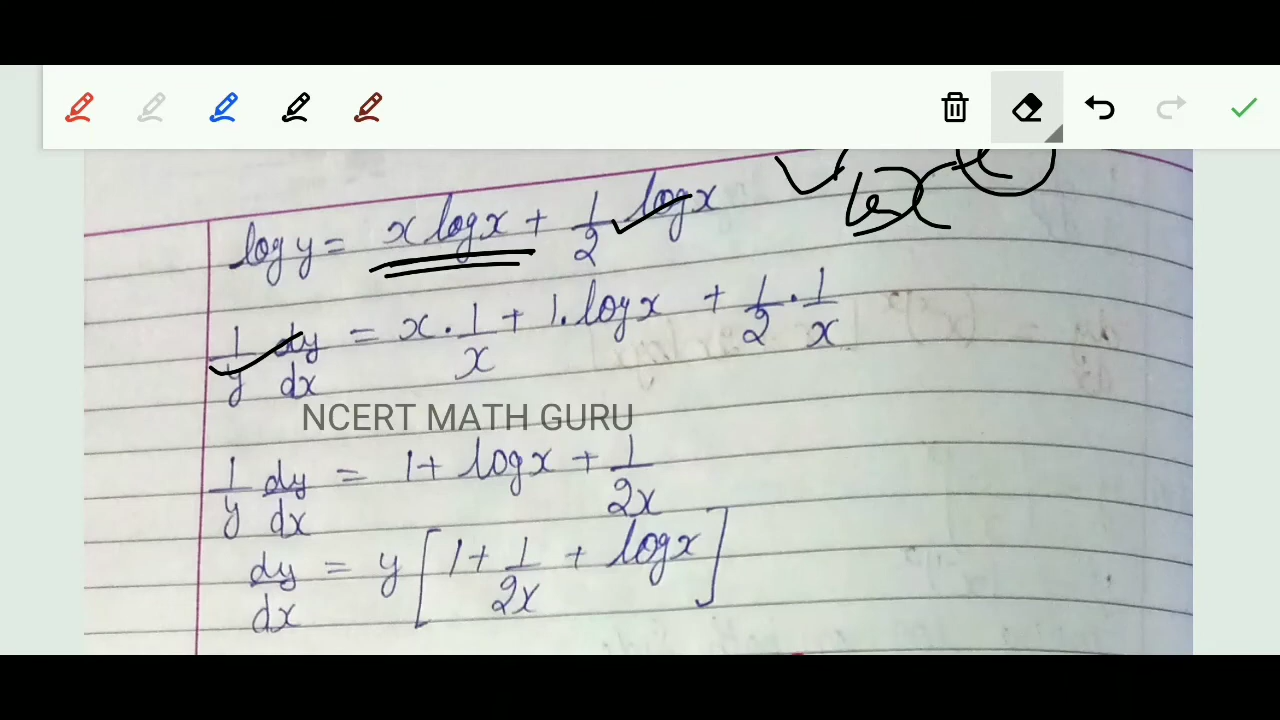 log y = x log x + 1/2 log x
1/y dy/dx = x . 1/x + 1 . log x + 1/2 . 1/x
NCERT MATH GURU
1/y dy/dx = 1 + log x + 1/2x
dy/dx = y [ 1 + 1/2x + log x ]